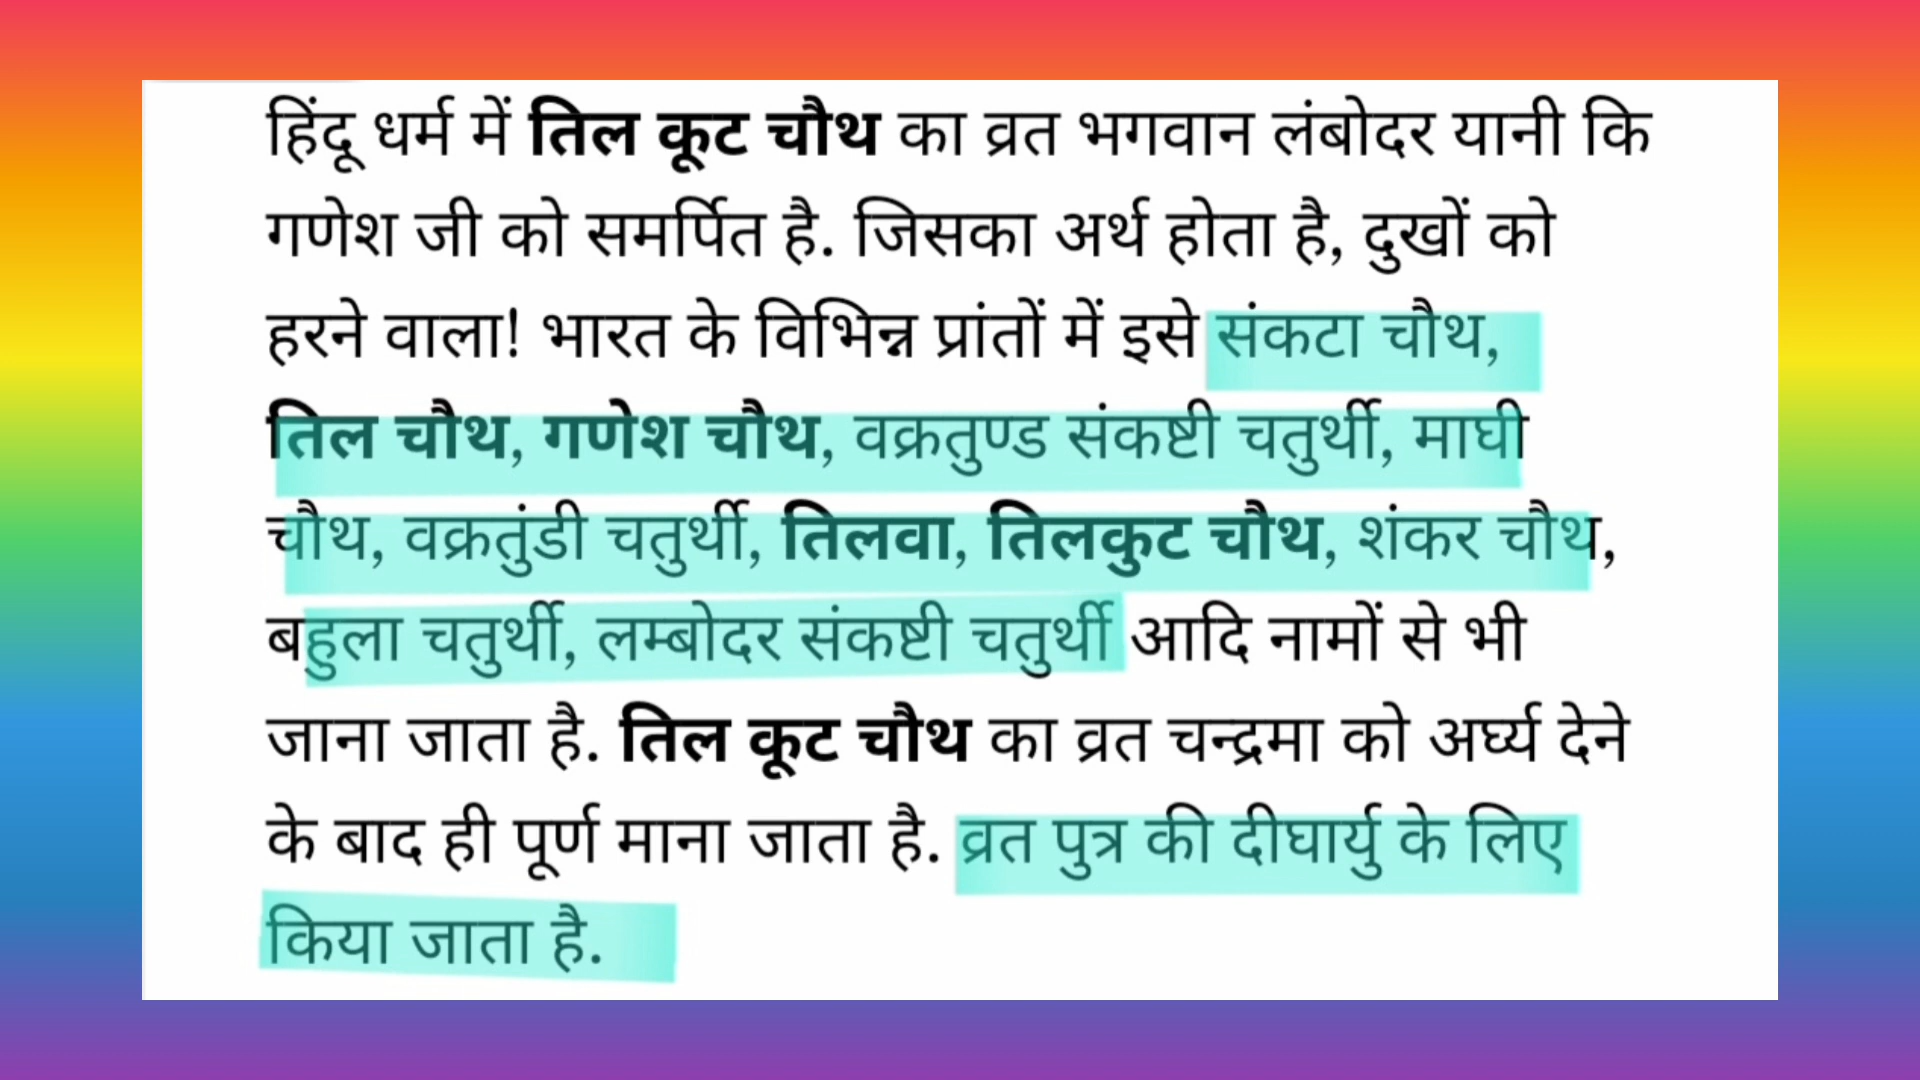 हिंदू धर्म में तिल कूट चौथ का व्रत भगवान लंबोदर यानी कि
गणेश जी को समर्पित है. जिसका अर्थ होता है, दुखों को
हरने वाला! भारत के विभिन्न प्रांतों में इसे संकटा चौथ,
तिल चौथ, गणेश चौथ, वक्रतुण्ड संकष्टी चतुर्थी, माघी
चौथ, वक्रतुंडी चतुर्थी, तिलवा, तिलकुट चौथ, शंकर चौथ,
बहुला चतुर्थी, लम्बोदर संकष्टी चतुर्थी आदि नामों से भी
जाना जाता है. तिल कूट चौथ का व्रत चन्द्रमा को अर्घ्य देने
के बाद ही पूर्ण माना जाता है. व्रत पुत्र की दीघार्यु के लिए
किया जाता है.